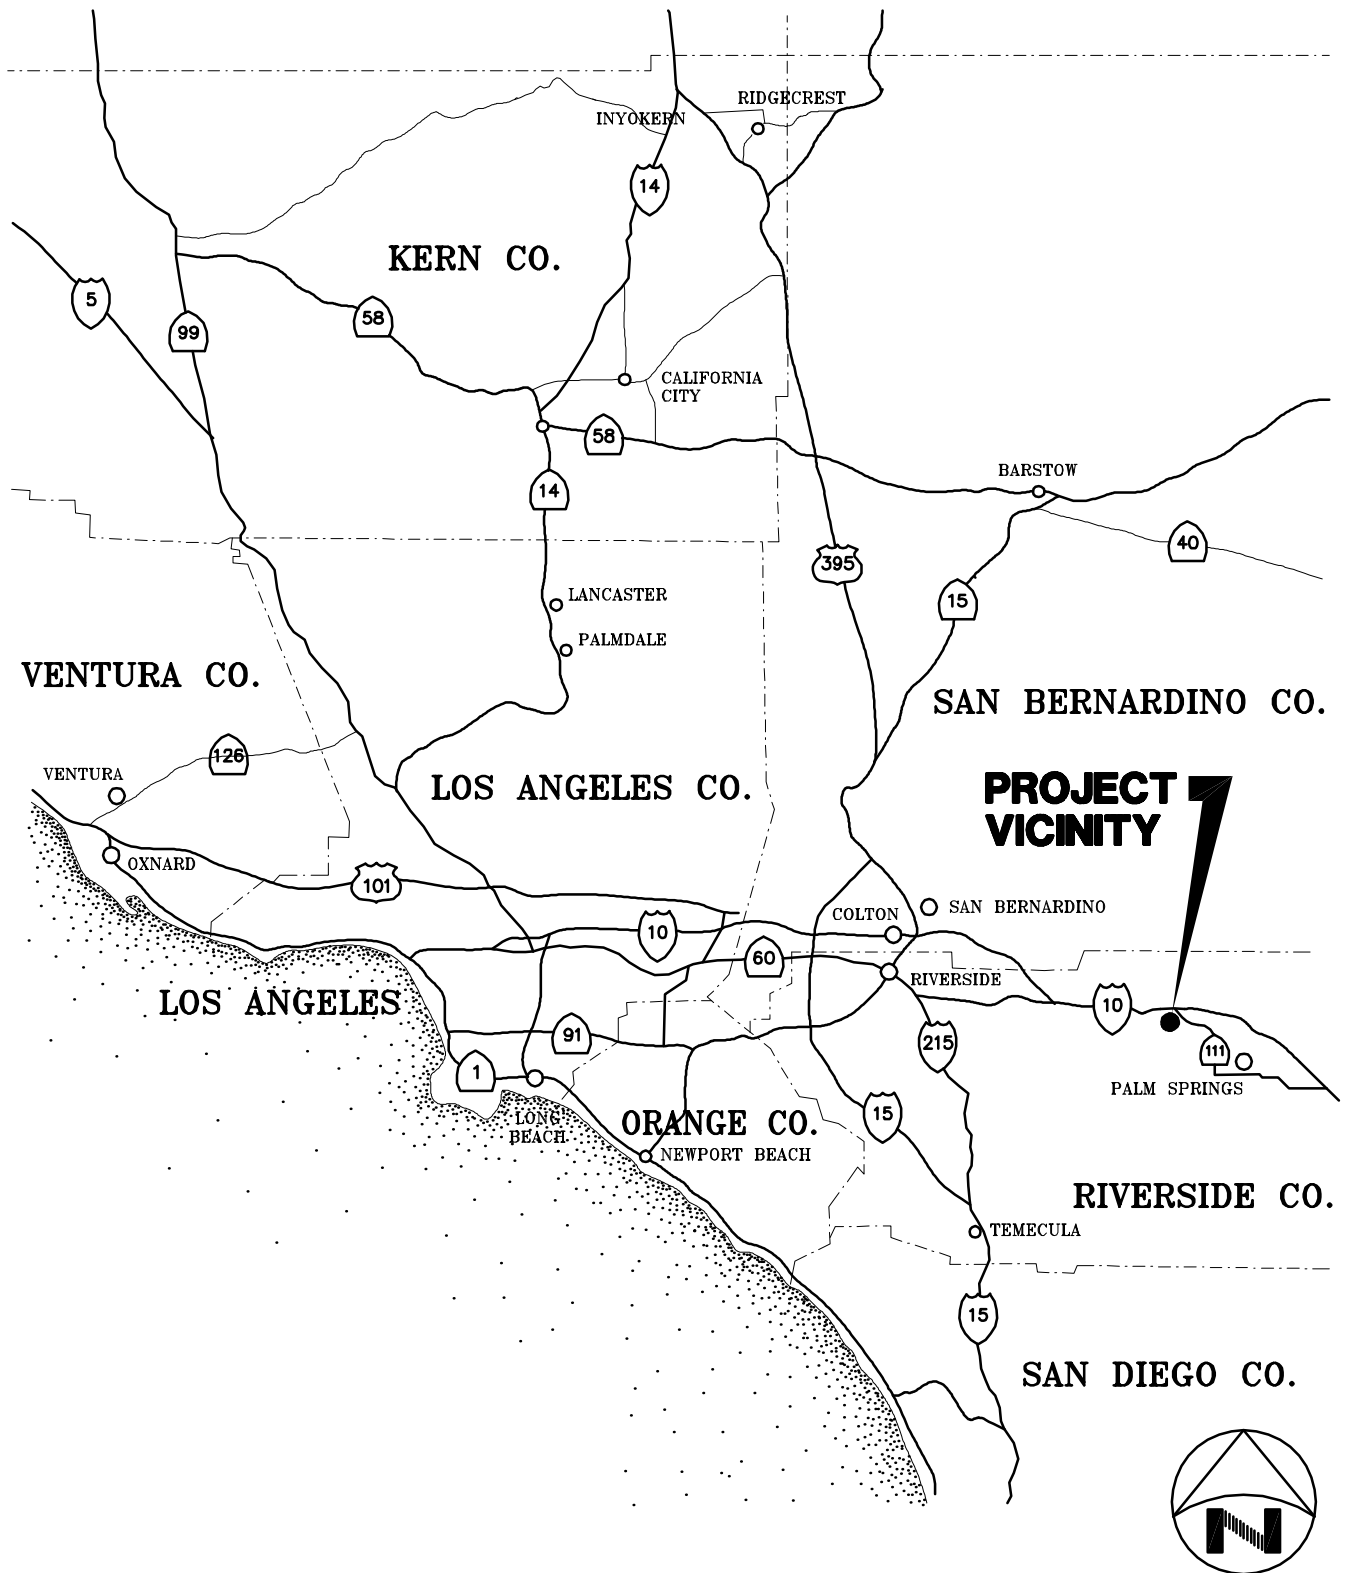 RIDGECREST
INYOKERN
14
KERN CO.
5
99
58
CALIFORNIA
CITY
58
BARSTOW
14
40
395
15
LANCASTER
PALMDALE
VENTURA CO.
SAN BERNARDINO CO.
126
VENTURA
LOS ANGELES CO.
PROJECT
VICINITY
OXNARD
101
SAN BERNARDINO
COLTON
10
60
RIVERSIDE
LOS ANGELES
10
91
215
111
1
PALM SPRINGS
LONG
BEACH
ORANGE CO.
15
NEWPORT BEACH
RIVERSIDE CO.
TEMECULA
15
SAN DIEGO CO.
N